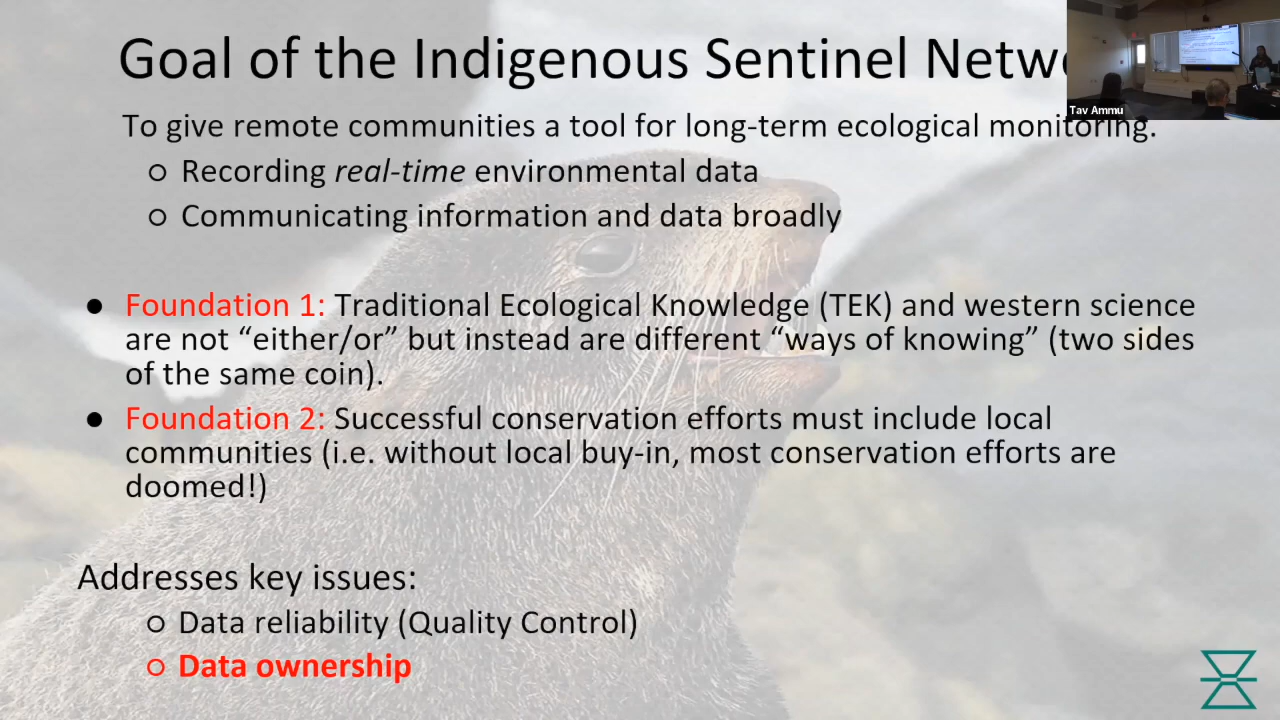 Goal of the Indigenous Sentinel Netw
Tav Ammu
To give remote communities a tool for long-term ecological monitoring.
○ Recording real-time environmental data
○ Communicating information and data broadly
● Foundation 1: Traditional Ecological Knowledge (TEK) and western science
are not “either/or” but instead are different “ways of knowing” (two sides
of the same coin).
● Foundation 2: Successful conservation efforts must include local
communities (i.e. without local buy-in, most conservation efforts are
doomed!)
Addresses key issues:
○ Data reliability (Quality Control)
○ Data ownership